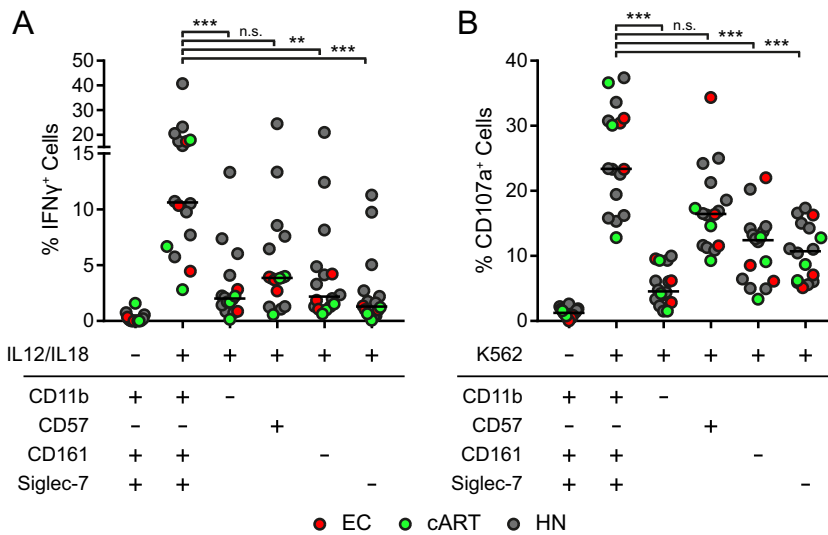 A
B
*** n.s. ** ***
*** n.s. *** ***
% IFNγ+ Cells
50
40
30
20
10
10
5
0
% CD107a+ Cells
40
30
20
10
0
IL12/IL18 – + + + + +
CD11b + + –
CD57 – – +
CD161 + + –
Siglec-7 + + –
K562 – + + + + +
CD11b + + –
CD57 – – +
CD161 + + –
Siglec-7 + + –
EC cART HN